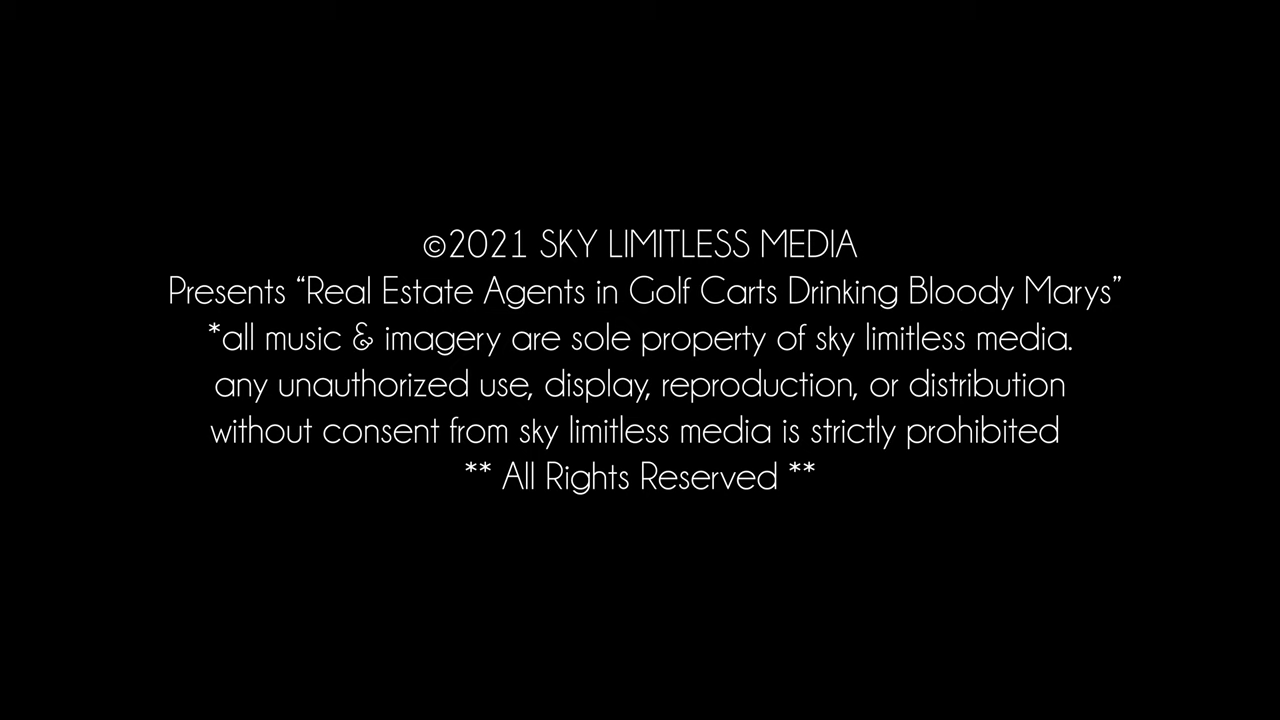 ©2021 SKY LIMITLESS MEDIA
Presents “Real Estate Agents in Golf Carts Drinking Bloody Marys”
*all music & imagery are sole property of sky limitless media.
any unauthorized use, display, reproduction, or distribution
without consent from sky limitless media is strictly prohibited
** All Rights Reserved **